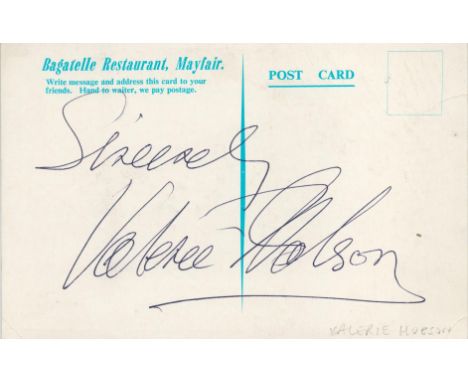 Bagatelle Restaurant, Mayfair.
Write message and address this card to your
friends. Hand to waiter, we pay postage.
POST CARD
Sincerely
Valerie Hobson
VALERIE HOBSON